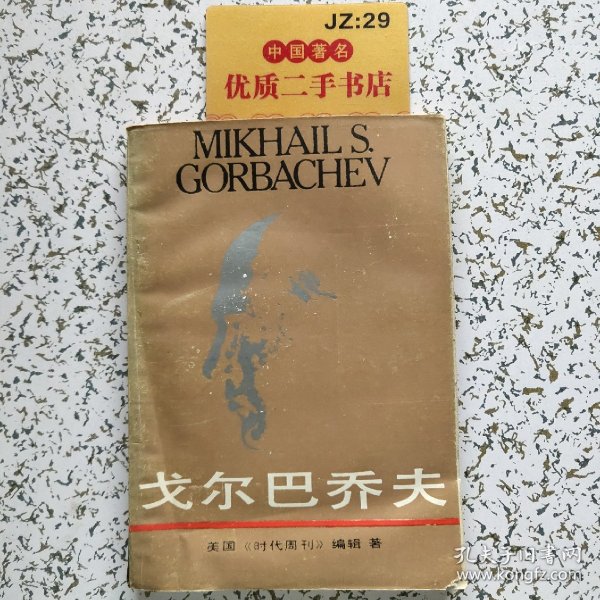 JZ:29
中国著名
优质二手书店
MIKHAIL S.
GORBACHEV
戈尔巴乔夫
美国《时代周刊》编辑 著
孔夫子旧书网
www.kongfz.com